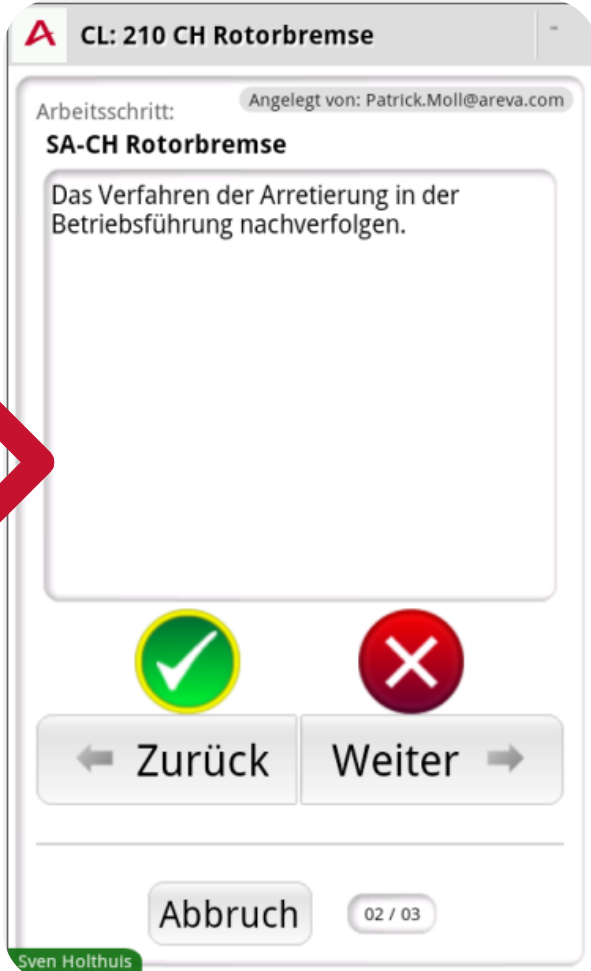 CL: 210 CH Rotorbremse
-
Angelegt von: Patrick.Moll@areva.com
Arbeitsschritt:
SA-CH Rotorbremse
Das Verfahren der Arretierung in der
Betriebsführung nachverfolgen.
Zurück
Weiter
Abbruch
02 / 03
Sven Holthuis